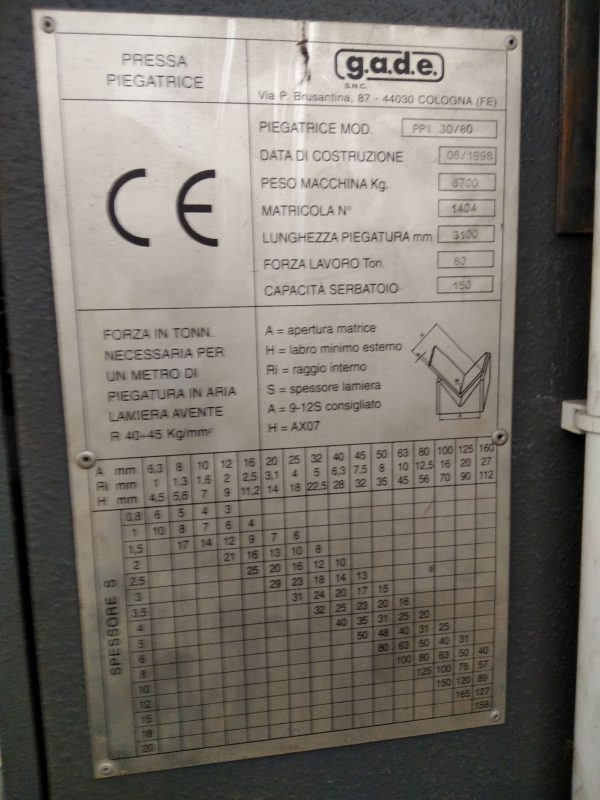 PRESSA
PIEGATRICE
g.a.d.e.
S.N.C.
Via P. Brusantina, 87 - 44030 COLOGNA (FE)
CE
PIEGATRICE MOD. PPI 30/80
DATA DI COSTRUZIONE 06/1998
PESO MACCHINA Kg. 6700
MATRICOLA N° 1404
LUNGHEZZA PIEGATURA mm 3100
FORZA LAVORO Ton. 80
CAPACITÀ SERBATOIO 150
FORZA IN TONN.
NECESSARIA PER
UN METRO DI
PIEGATURA IN ARIA
LAMIERA AVENTE
R 40÷45 Kg/mm²
A = apertura matrice
H = labro minimo esterno
Ri = raggio interno
S = spessore lamiera
A = 9-12S consigliato
H = AX07
A mm 6,3 8 10 12 16 20 25 32 40 45 50 63 80 100 125 160
Ri mm 1 1,3 1,6 2 2,5 3,1 4 5 6,3 7,5 8 10 12,5 16 20 27
H mm 4,5 5,6 7 9 11,2 14 18 22,5 28 32 35 45 56 70 90 112
SPESSORE S
0,8 6 5 4 3
1 10 8 7 6 4
1,5 17 14 12 9 7 6
2 21 16 13 10 8
2,5 25 20 16 12 10
3 29 23 18 14 13
3,5 31 24 20 17 15
4 32 25 23 20 16
5 40 35 31 25 20
6 50 48 40 31 25
8 80 63 50 40 31
10 100 80 63 50 40
12 125 100 78 57
15 150 120 89
18 165 127
20 158